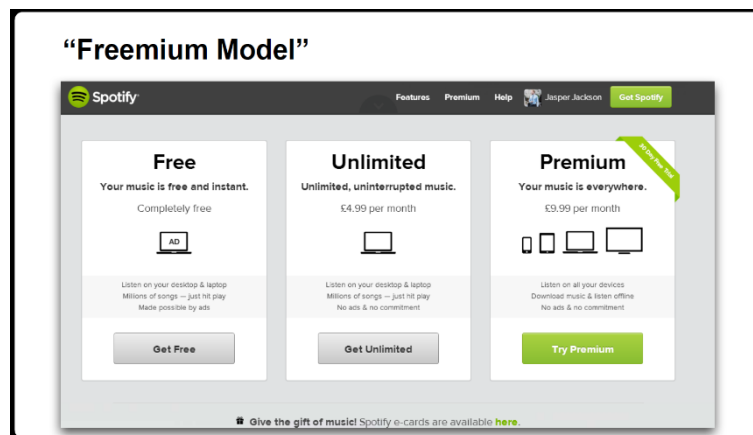 “Freemium Model”
Spotify
Features Premium Help Jasper Jackson Get Spotify
Free
Your music is free and instant.
Completely free
AD
Listen on your desktop & laptop
Millions of songs — just hit play
Made possible by ads
Get Free
Unlimited
Unlimited, uninterrupted music.
£4.99 per month
Listen on your desktop & laptop
Millions of songs — just hit play
No ads & no commitment
Get Unlimited
30 Day Free Trial
Premium
Your music is everywhere.
£9.99 per month
Listen on all your devices
Download music & listen offline
No ads & no commitment
Try Premium
Give the gift of music! Spotify e-cards are available here.